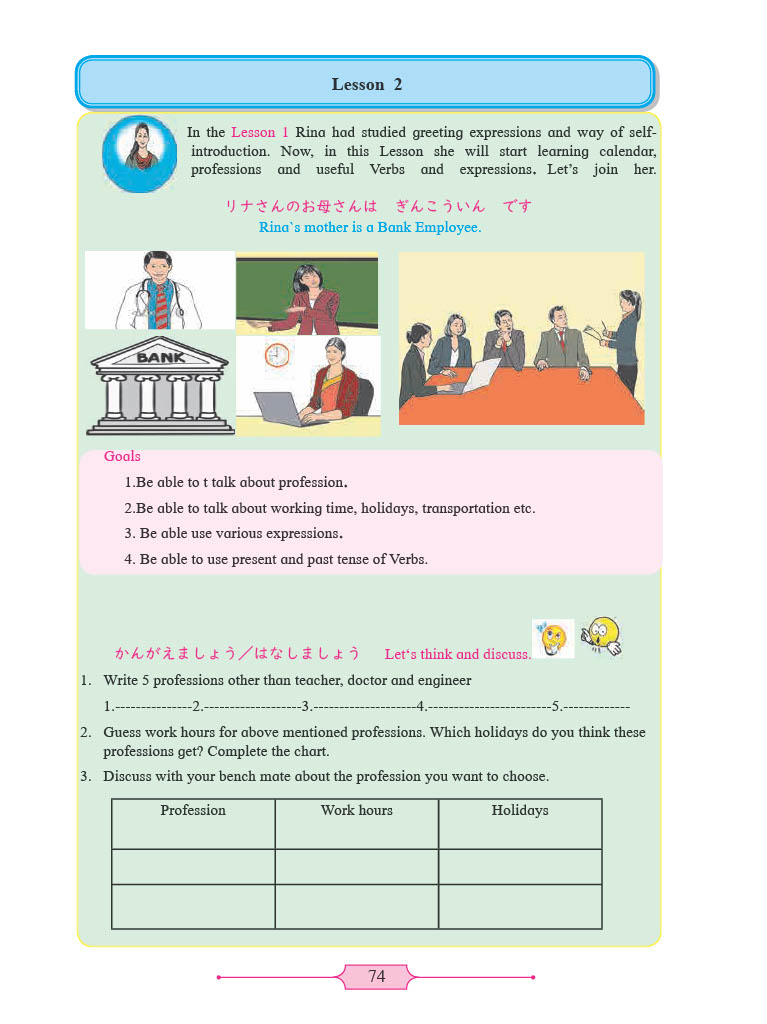 Lesson 2
In the Lesson 1 Rina had studied greeting expressions and way of self-
introduction. Now, in this Lesson she will start learning calendar,
professions and useful Verbs and expressions. Let's join her.
リナさんのお母さんは　ぎんこういん　です
Rina`s mother is a Bank Employee.
BANK
Goals
1.Be able to t talk about profession.
2.Be able to talk about working time, holidays, transportation etc.
3. Be able use various expressions.
4. Be able to use present and past tense of Verbs.
かんがえましょう／はなしましょう Let‘s think and discuss.
1. Write 5 professions other than teacher, doctor and engineer
1.---------------2.-------------------3.--------------------4.------------------------5.-------------
2. Guess work hours for above mentioned professions. Which holidays do you think these
professions get? Complete the chart.
3. Discuss with your bench mate about the profession you want to choose.
Profession Work hours Holidays
74